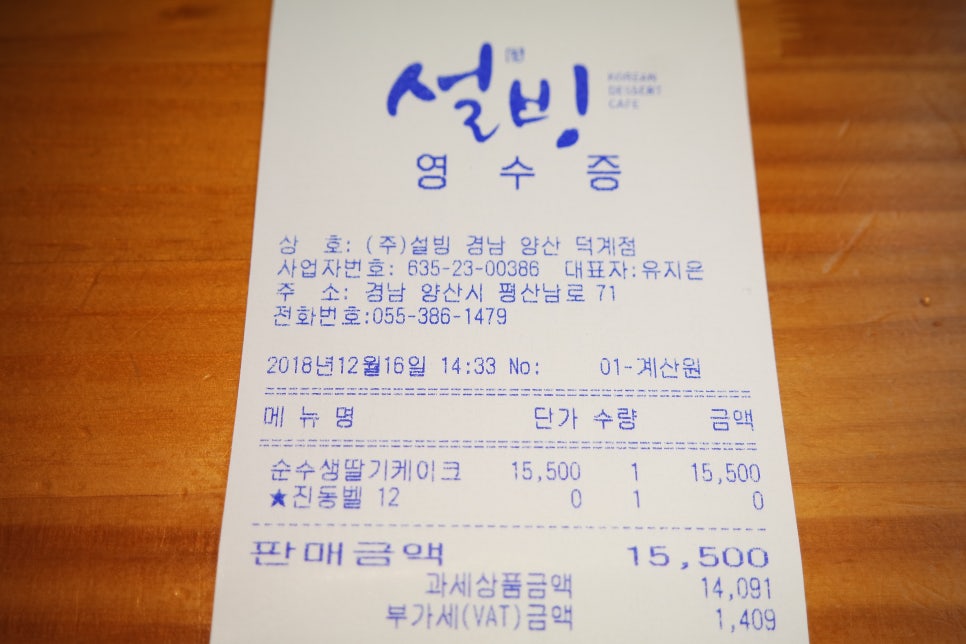 설빙
KOREAN
DESSERT
CAFE
영 수 증
상 호: (주)설빙 경남 양산 덕계점
사업자번호: 635-23-00386 대표자:유지은
주 소: 경남 양산시 평산남로 71
전화번호:055-386-1479
2018년12월16일 14:33 No: 01-계산원
메 뉴 명 단가 수량 금액
순수생딸기케이크 15,500 1 15,500
★진동벨 12 0 1 0
판매금액 15,500
과세상품금액 14,091
부가세(VAT)금액 1,409